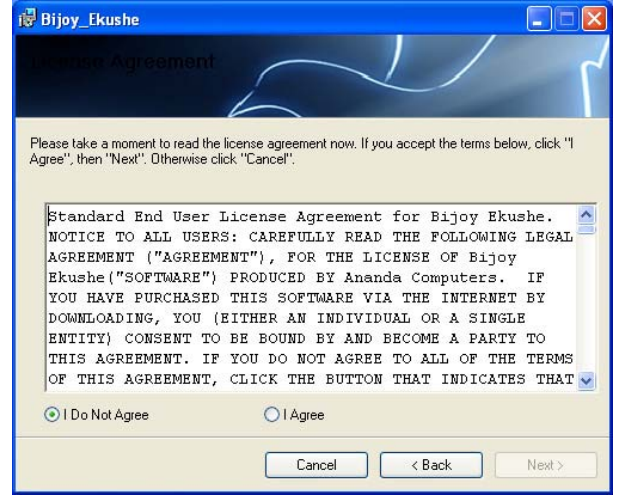 Bijoy_Ekushe
License Agreement
Please take a moment to read the license agreement now. If you accept the terms below, click "I
Agree", then "Next". Otherwise click "Cancel".
Standard End User License Agreement for Bijoy Ekushe.
NOTICE TO ALL USERS: CAREFULLY READ THE FOLLOWING LEGAL
AGREEMENT ("AGREEMENT"), FOR THE LICENSE OF Bijoy
Ekushe("SOFTWARE") PRODUCED BY Ananda Computers.  IF
YOU HAVE PURCHASED THIS SOFTWARE VIA THE INTERNET BY
DOWNLOADING, YOU (EITHER AN INDIVIDUAL OR A SINGLE
ENTITY) CONSENT TO BE BOUND BY AND BECOME A PARTY TO
THIS AGREEMENT. IF YOU DO NOT AGREE TO ALL OF THE TERMS
OF THIS AGREEMENT, CLICK THE BUTTON THAT INDICATES THAT
I Do Not Agree I Agree
Cancel < Back Next >